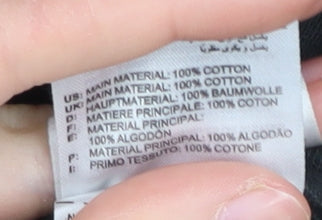 US: MAIN MATERIAL: 100% COTTON
UK: MAIN MATERIAL: 100% COTTON
D: HAUPTMATERIAL: 100% BAUMWOLLE
F: MATIERE PRINCIPALE: 100% COTON
E: MATERIAL PRINCIPAL:
100% ALGODÓN
P: MATERIAL PRINCIPAL: 100% ALGODÃO
I: PRIMO TESSUTO: 100% COTONE